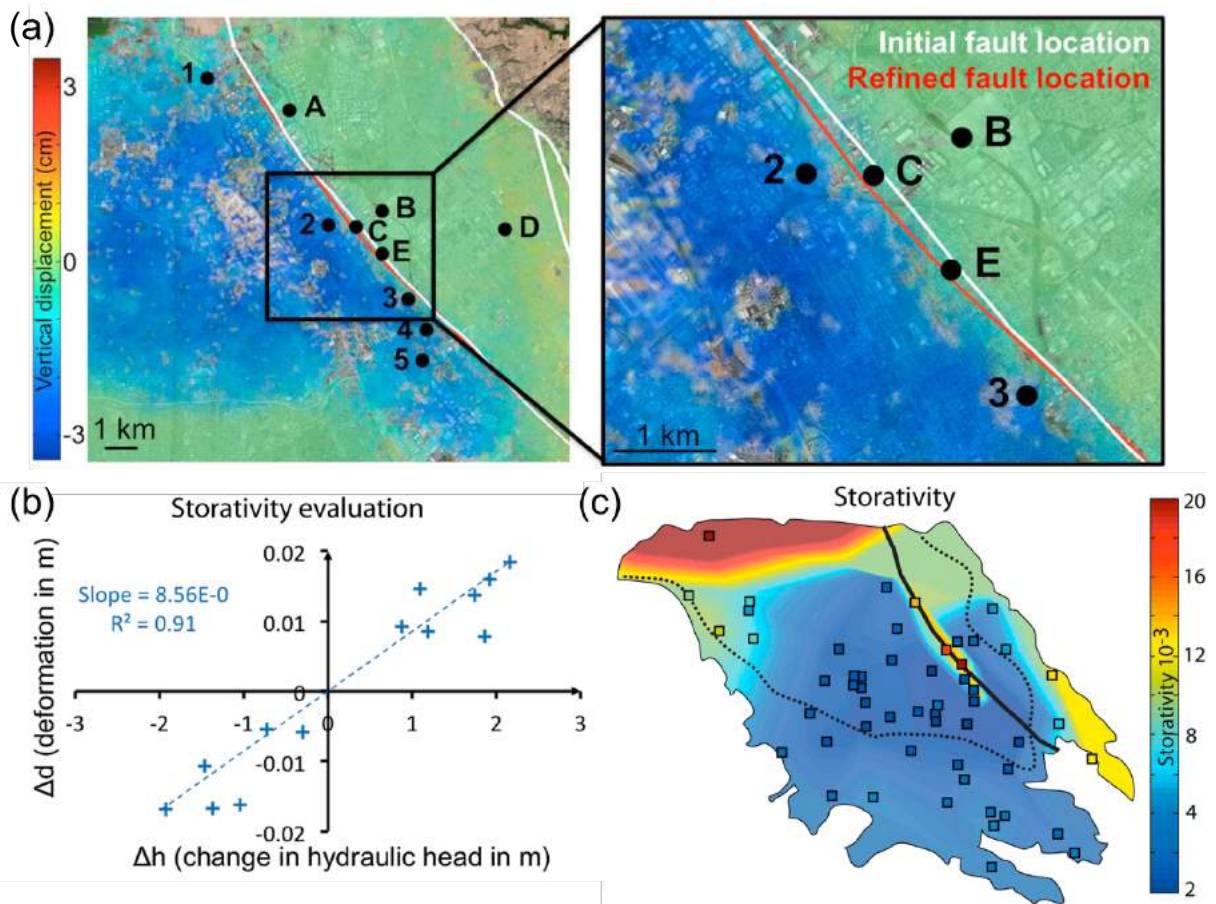 (a)
Vertical displacement (cm)
3
0
-3
1
A
2
B
C
E
D
3
4
5
1 km
Initial fault location
Refined fault location
B
2
C
E
3
1 km
(b)
Storativity evaluation
Δd (deformation in m)
0.02
0.01
0
-0.01
-0.02
-3
-2
-1
0
1
2
3
Slope = 8.56E-0
R² = 0.91
Δh (change in hydraulic head in m)
(c)
Storativity
Storativity 10⁻³
20
16
12
8
4
2